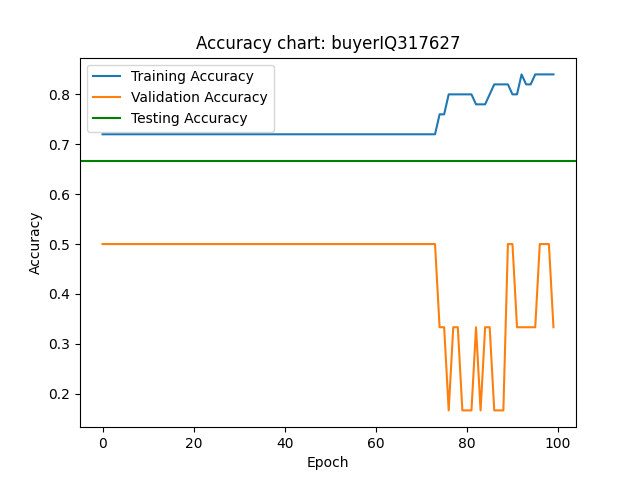 Accuracy chart: buyerIQ317627
Training Accuracy
Validation Accuracy
Testing Accuracy
Accuracy
0.8
0.7
0.6
0.5
0.4
0.3
0.2
0 20 40 60 80 100
Epoch